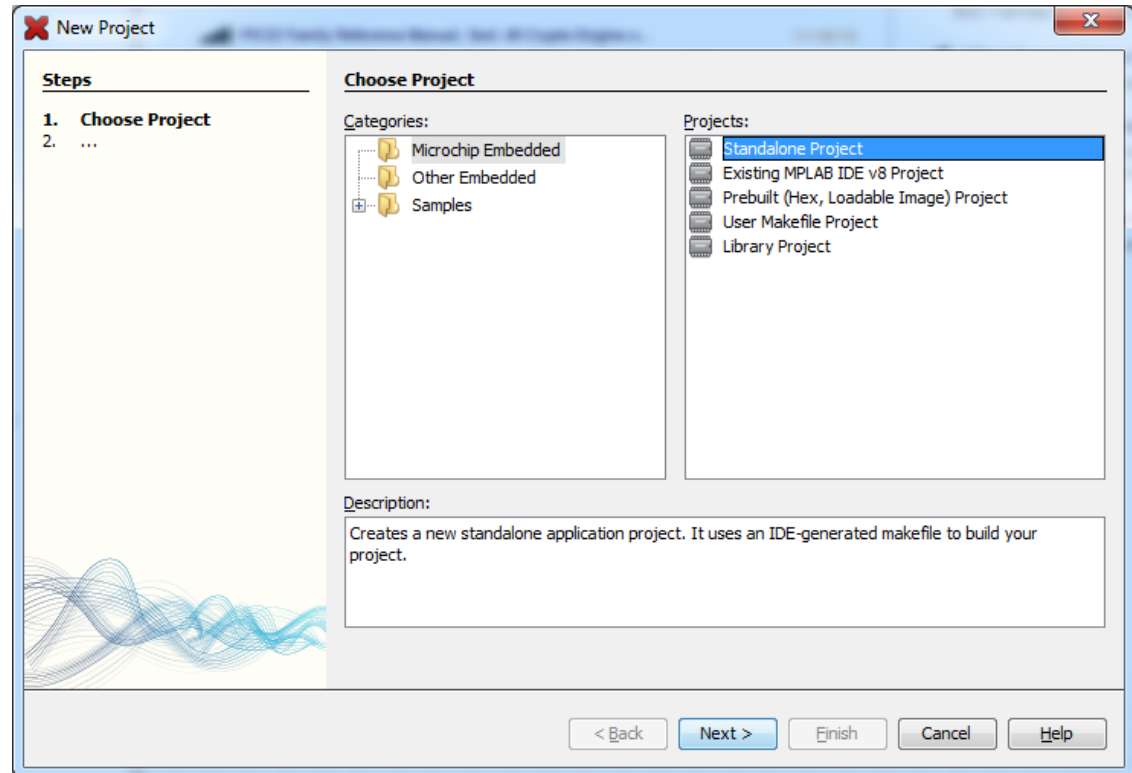 New Project
Steps
1. Choose Project
2. ...
Choose Project
Categories:
Microchip Embedded
Other Embedded
Samples
Projects:
Standalone Project
Existing MPLAB IDE v8 Project
Prebuilt (Hex, Loadable Image) Project
User Makefile Project
Library Project
Description:
Creates a new standalone application project. It uses an IDE-generated makefile to build your
project.
< Back
Next >
Finish
Cancel
Help